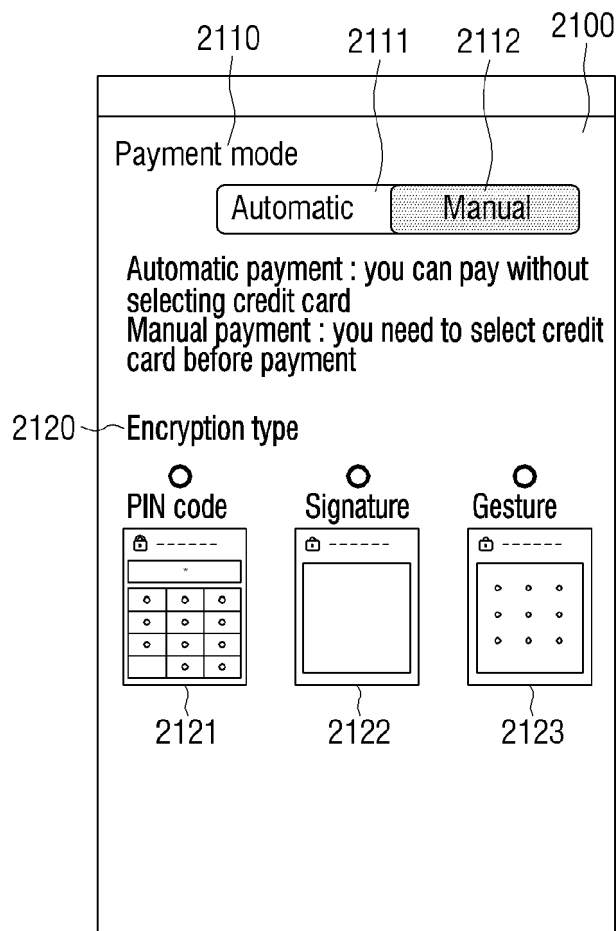 2110 2111 2112 2100
Payment mode
Automatic Manual
Automatic payment : you can pay without
selecting credit card
Manual payment : you need to select credit
card before payment
2120 Encryption type
PIN code Signature Gesture
------ ------ ------
*
2121 2122 2123